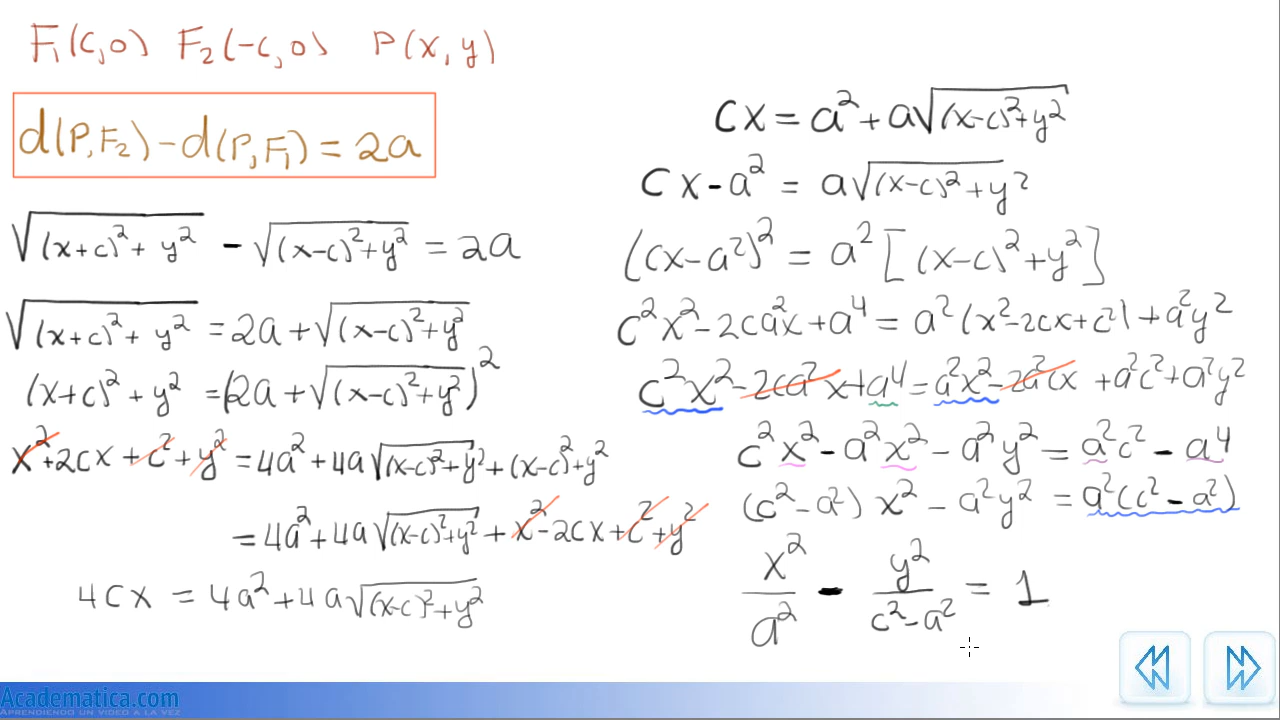 F₁(c,0) F₂(-c,0) P(x,y)
d(P,F₂)-d(P,F₁)=2a
√((x+c)²+y²) - √((x-c)²+y²) = 2a
√((x+c)²+y²) = 2a+√((x-c)²+y²)
(x+c)²+y² = (2a+√((x-c)²+y²))²
x²+2cx+c²+y² = 4a²+4a√((x-c)²+y²)+(x-c)²+y²
= 4a²+4a√((x-c)²+y²)+x²-2cx+c²+y²
4cx = 4a²+4a√((x-c)²+y²)
cx = a²+a√((x-c)²+y²)
cx-a² = a√((x-c)²+y²)
(cx-a²)² = a²[(x-c)²+y²]
c²x²-2ca²x+a⁴ = a²(x²-2cx+c²)+a²y²
c²x²-2ca²x+a⁴ = a²x²-2a²cx+a²c²+a²y²
c²x²-a²x²-a²y² = a²c²-a⁴
(c²-a²)x²-a²y² = a²(c²-a²)
x²/a² - y²/(c²-a²) = 1
Academatica.com
APRENDIENDO UN VIDEO A LA VEZ